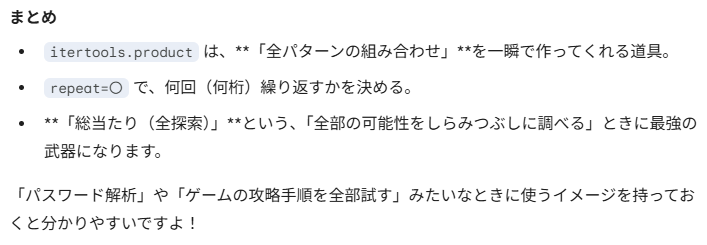 まとめ
• itertools.product は、**「全パターンの組み合わせ」**を一瞬で作ってくれる道具。
• repeat=〇 で、何回（何桁）繰り返すかを決める。
• **「総当たり（全探索）」**という、「全部の可能性をしらみつぶしに調べる」ときに最強の
武器になります。
「パスワード解析」や「ゲームの攻略手順を全部試す」みたいなときに使うイメージを持ってお
くと分かりやすいですよ！